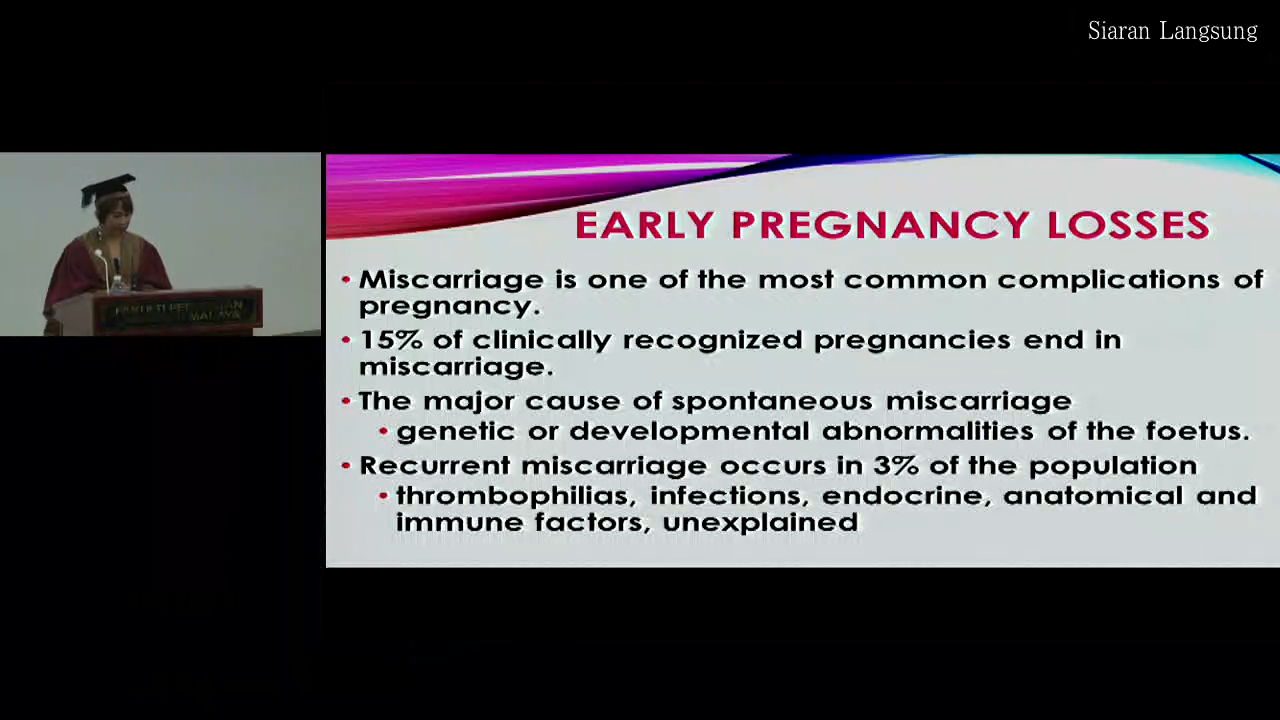 Siaran Langsung
EARLY PREGNANCY LOSSES
• Miscarriage is one of the most common complications of
pregnancy.
• 15% of clinically recognized pregnancies end in
miscarriage.
• The major cause of spontaneous miscarriage
• genetic or developmental abnormalities of the foetus.
• Recurrent miscarriage occurs in 3% of the population
• thrombophilias, infections, endocrine, anatomical and
immune factors, unexplained
MALAYA